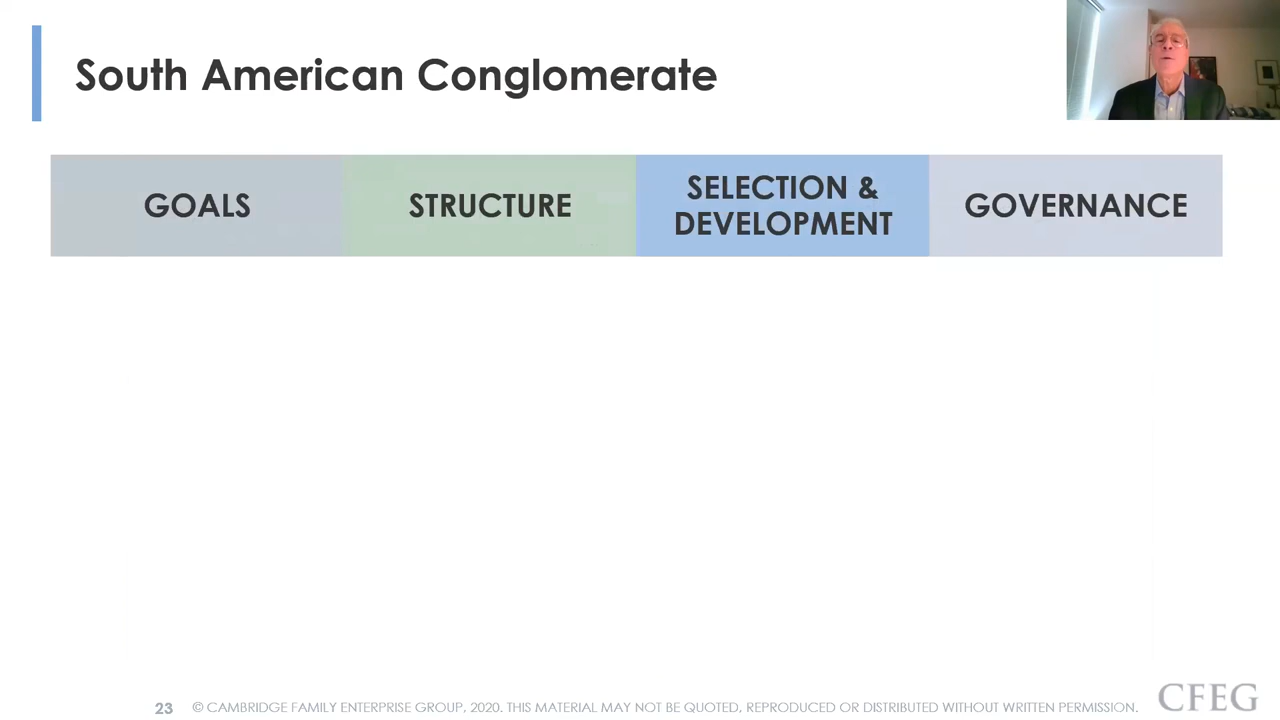 South American Conglomerate
GOALS
STRUCTURE
SELECTION &
DEVELOPMENT
GOVERNANCE
23 © CAMBRIDGE FAMILY ENTERPRISE GROUP, 2020. THIS MATERIAL MAY NOT BE QUOTED, REPRODUCED OR DISTRIBUTED WITHOUT WRITTEN PERMISSION.
CFEG